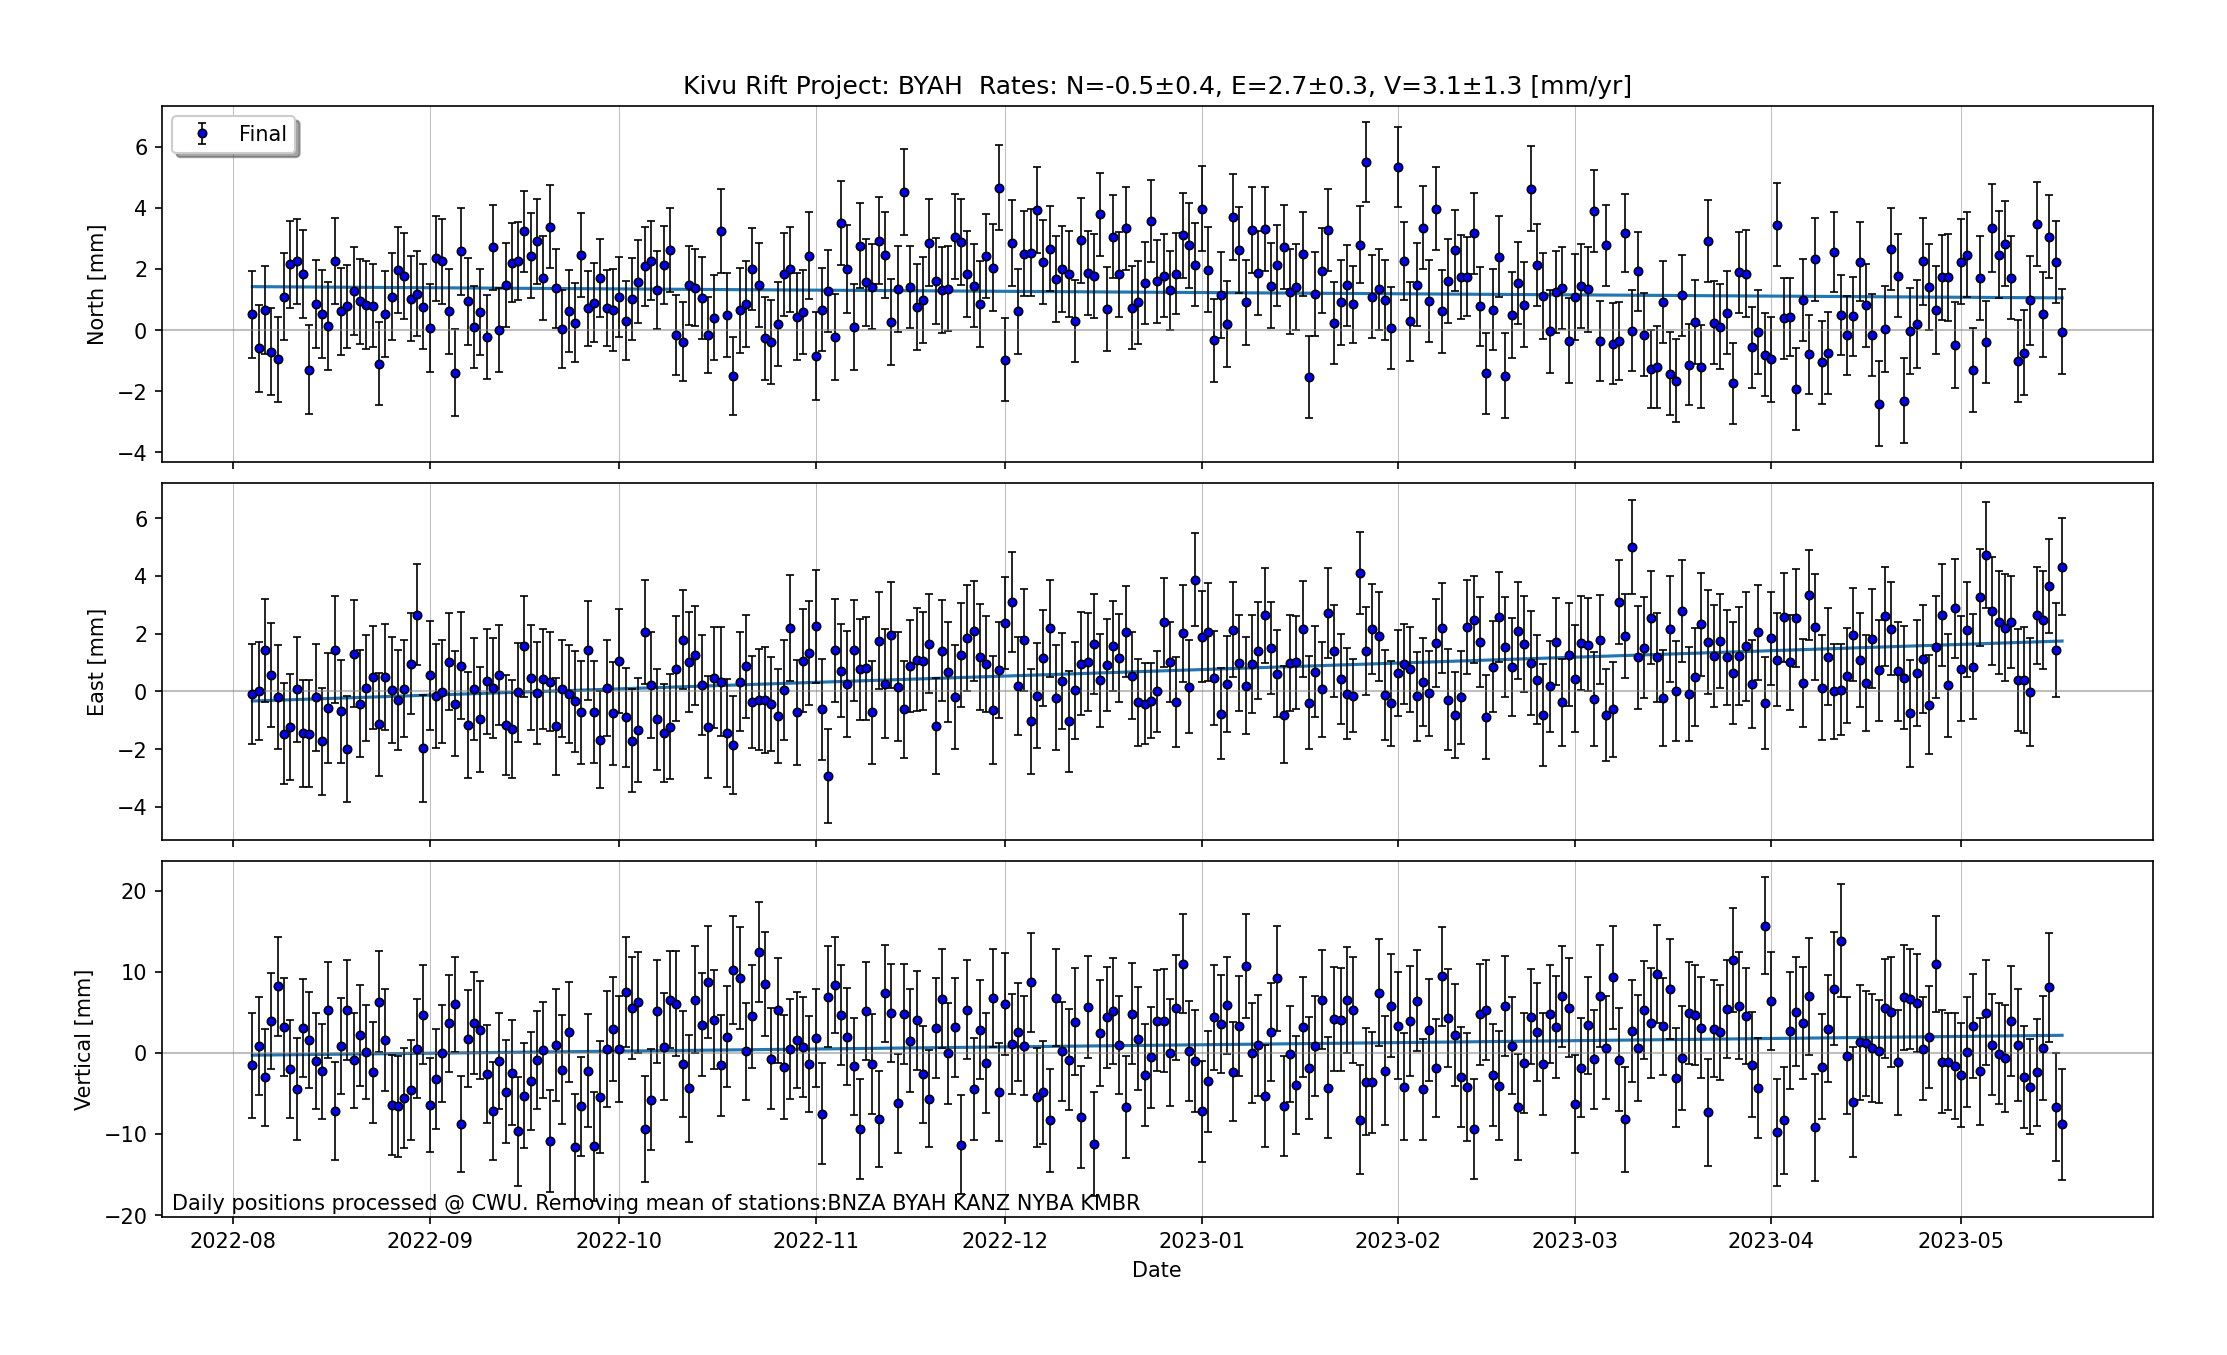 Kivu Rift Project: BYAH  Rates: N=-0.5±0.4, E=2.7±0.3, V=3.1±1.3 [mm/yr]
Final
North [mm]
6
4
2
0
−2
−4
East [mm]
6
4
2
0
−2
−4
Vertical [mm]
20
10
0
−10
−20
Daily positions processed @ CWU. Removing mean of stations:BNZA BYAH KANZ NYBA KMBR
2022-08 2022-09 2022-10 2022-11 2022-12 2023-01 2023-02 2023-03 2023-04 2023-05
Date